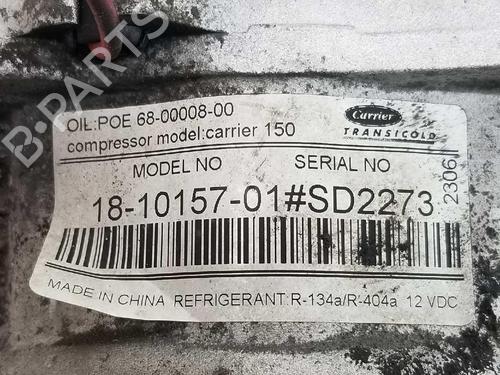 OIL:POE 68-00008-00
compressor model:carrier 150
Carrier
TRANSICOLD
MODEL NO SERIAL NO
18-10157-01#SD2273
2306
MADE IN CHINA REFRIGERANT:R-134a/R-404a 12 VDC
B-PARTS